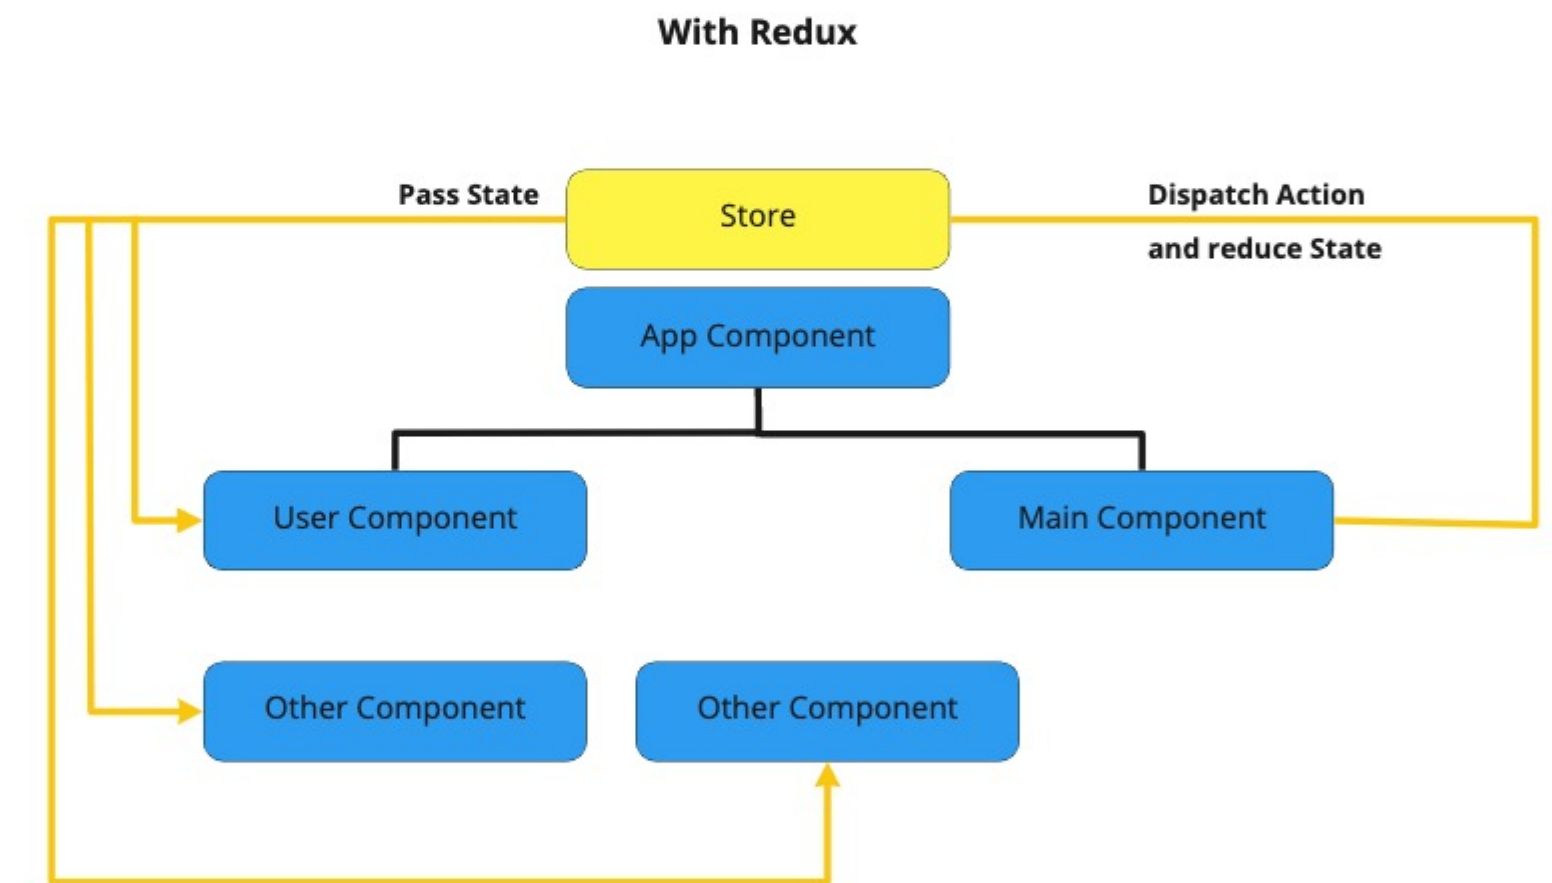 With Redux
Pass State
Store
Dispatch Action
and reduce State
App Component
User Component
Main Component
Other Component
Other Component